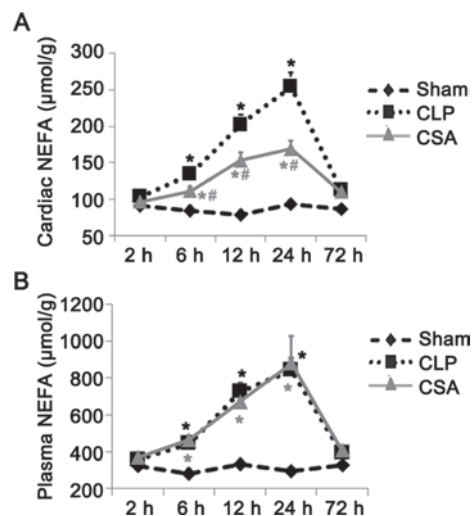 A
Cardiac NEFA (μmol/g)
300
250
200
150
100
50
* * * *
*# *# *#
2 h 6 h 12 h 24 h 72 h
Sham
CLP
CSA
B
Plasma NEFA (μmol/g)
1200
1000
800
600
400
200
* * *
* * *
2 h 6 h 12 h 24 h 72 h
Sham
CLP
CSA